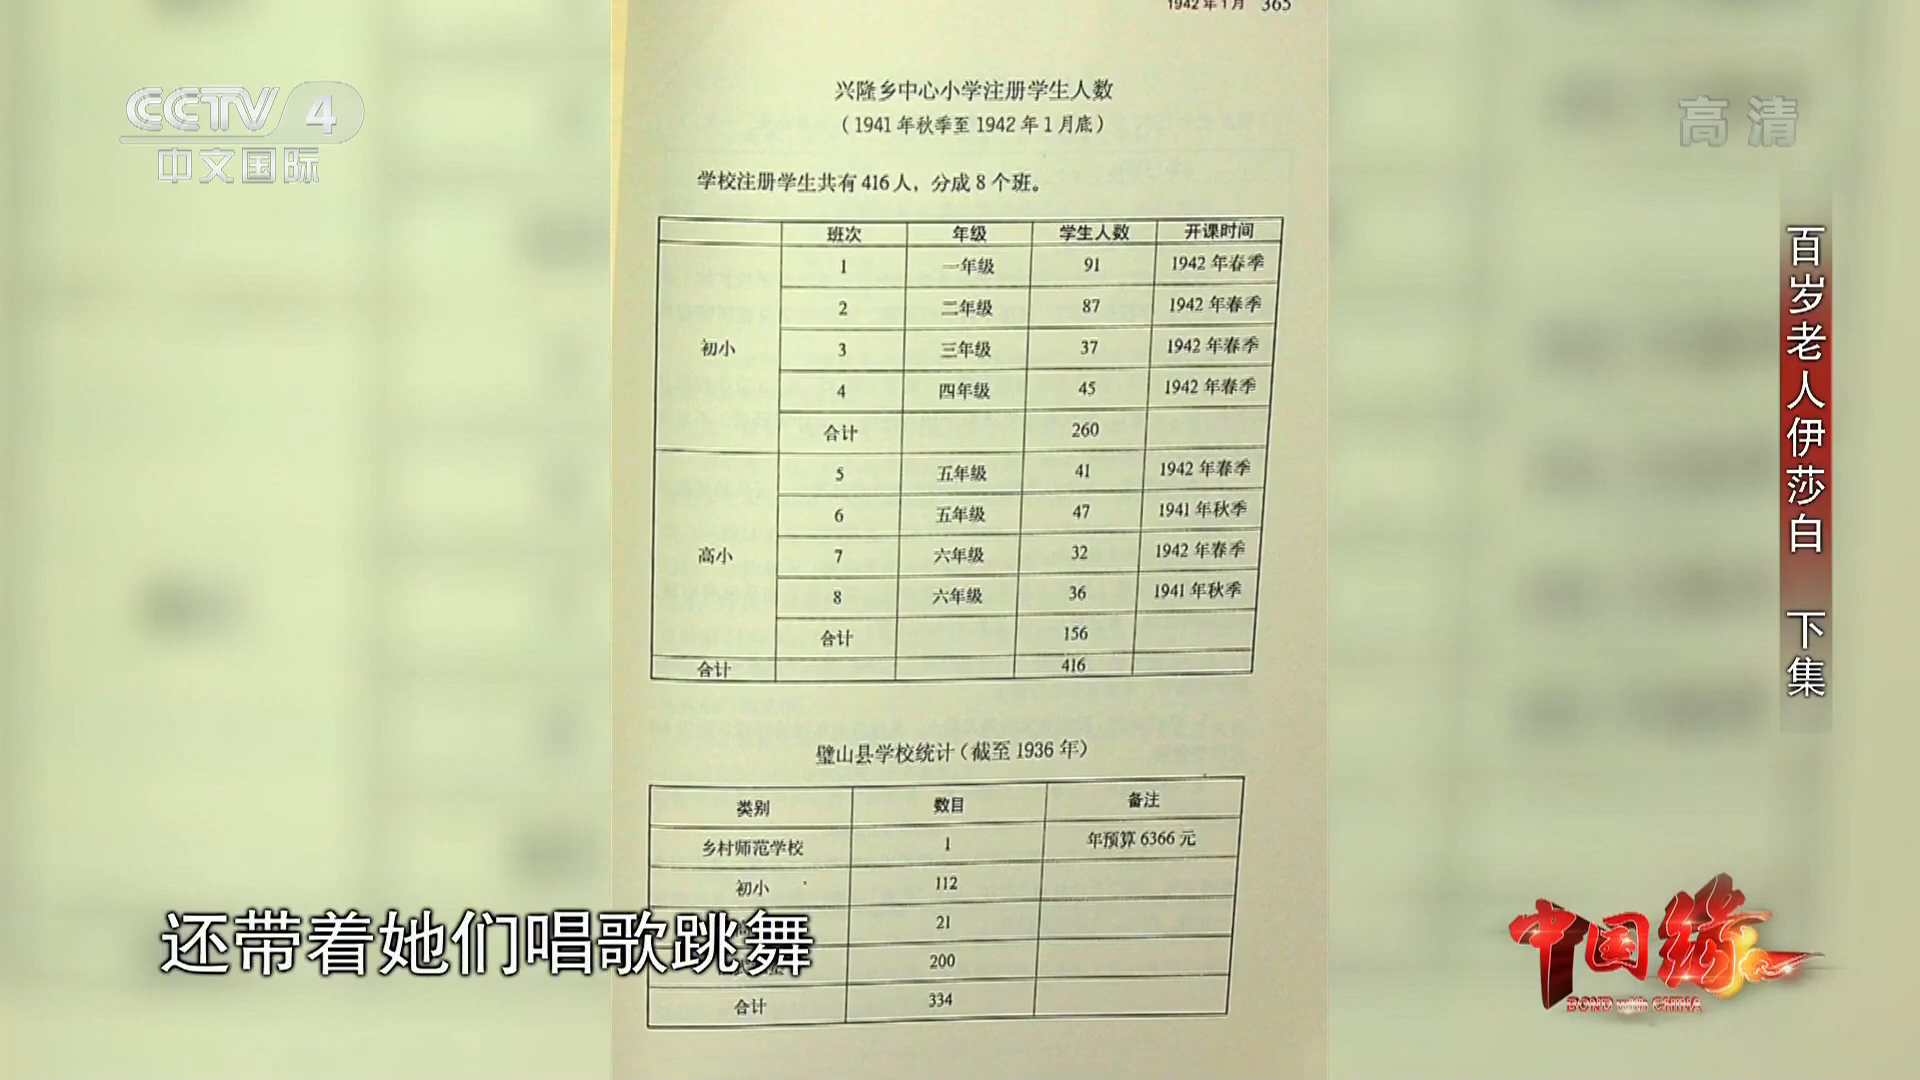 1942年1月 365
CCTV 4
中文国际
高清
兴隆乡中心小学注册学生人数
（1941年秋季至1942年1月底）
学校注册学生共有416人，分成8个班。
班次 年级 学生人数 开课时间
初小
1 一年级 91 1942年春季
2 二年级 87 1942年春季
3 三年级 37 1942年春季
4 四年级 45 1942年春季
合计 260
高小
5 五年级 41 1942年春季
6 五年级 47 1941年秋季
7 六年级 32 1942年春季
8 六年级 36 1941年秋季
合计 156
合计 416
璧山县学校统计（截至1936年）
类别 数目 备注
乡村师范学校 1 年预算6366元
初小 112
21
200
合计 334
还带着她们唱歌跳舞
百岁老人伊莎白 下集
中国缘
BOND with CHINA